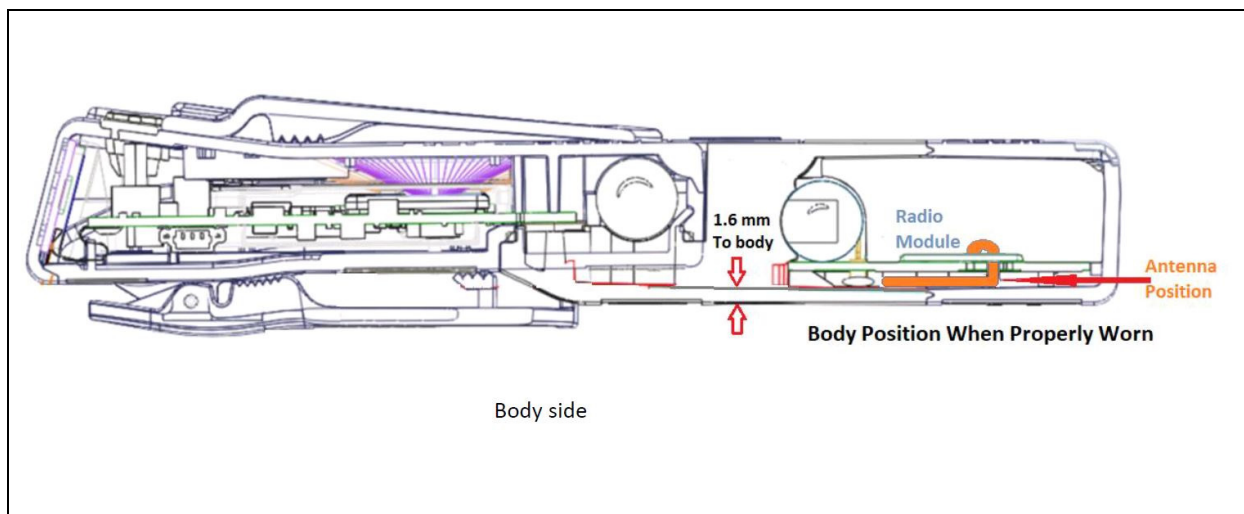 1.6 mm
To body
Radio
Module
Antenna
Position
Body Position When Properly Worn
Body side